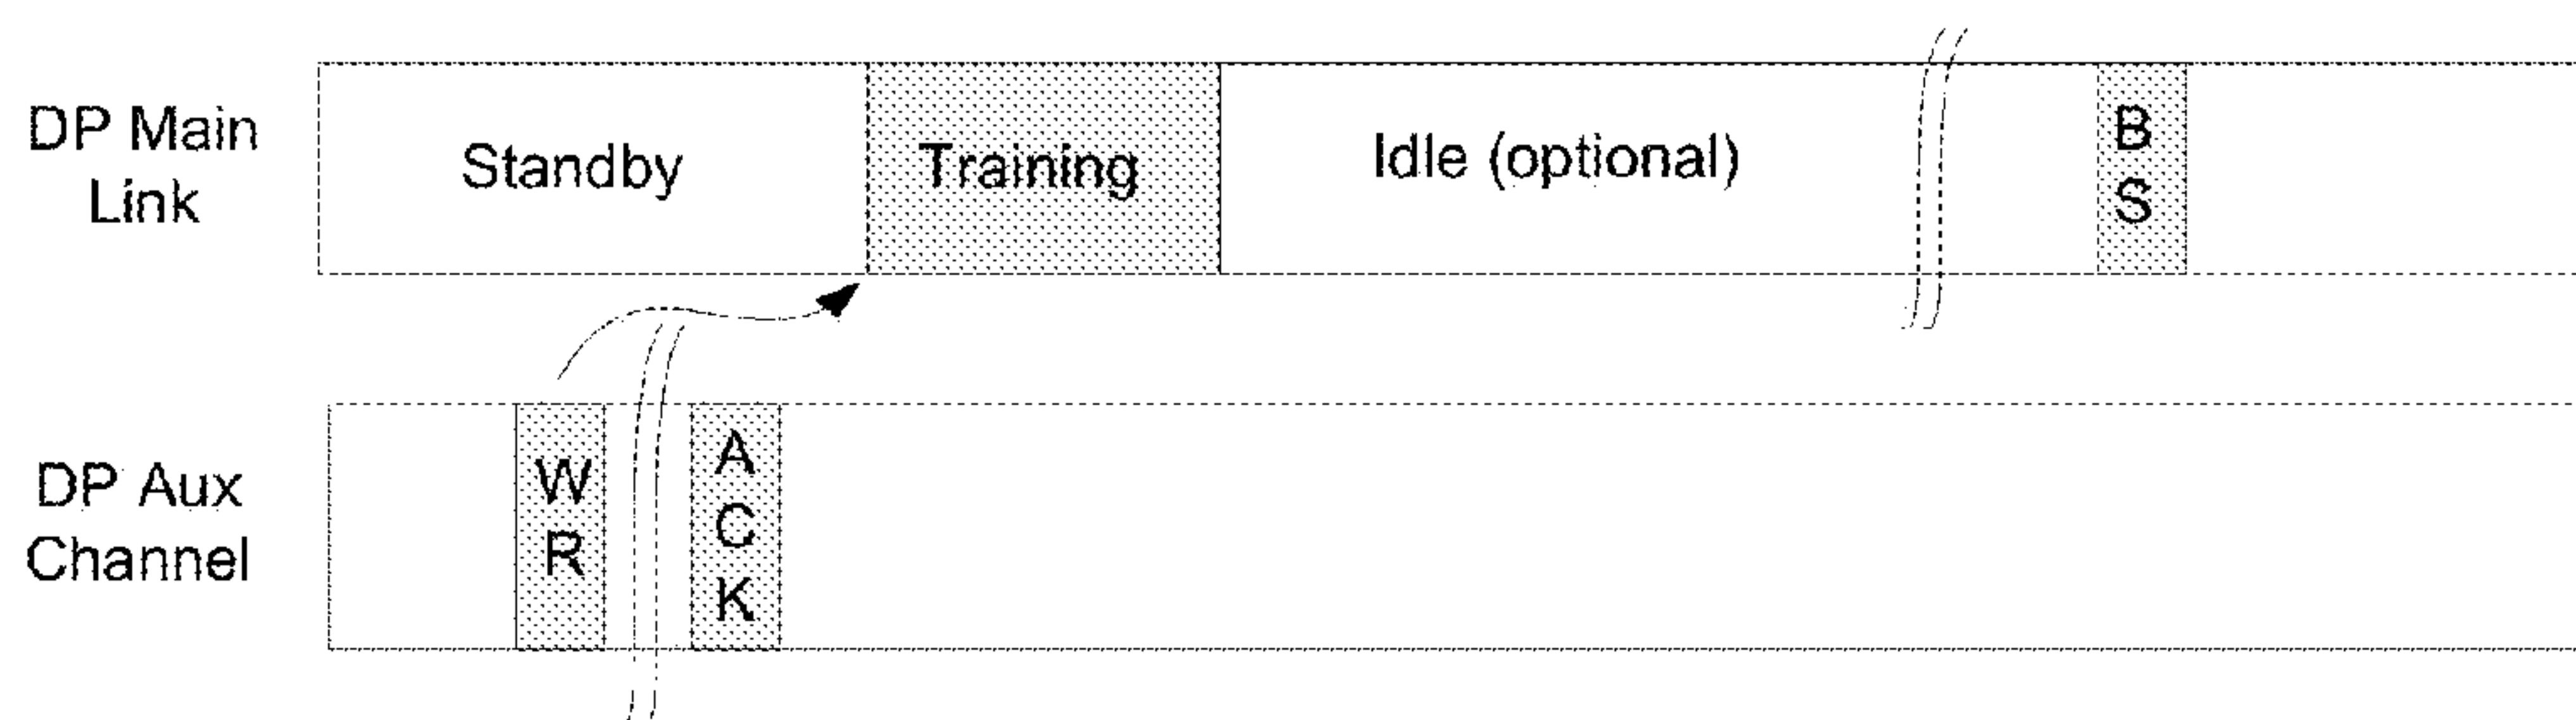 DP Main
Link
Standby
Training
Idle (optional)
B
S
DP Aux
Channel
W
R
A
C
K